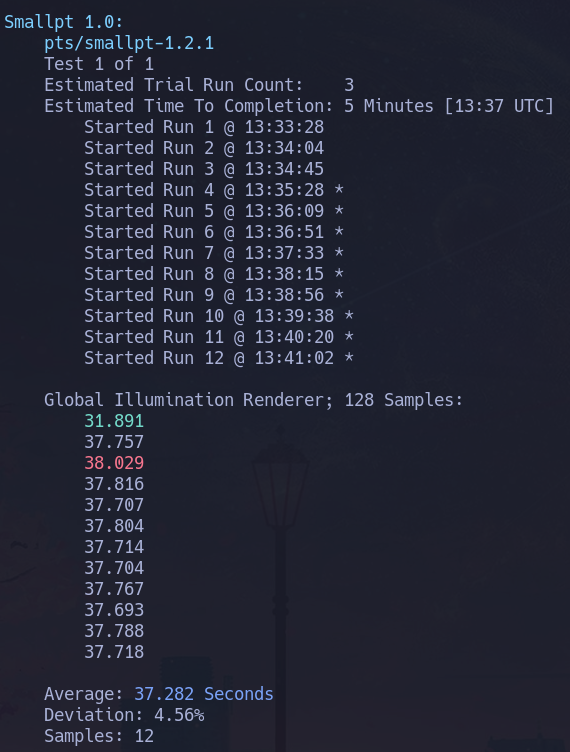 Smallpt 1.0:
pts/smallpt-1.2.1
Test 1 of 1
Estimated Trial Run Count: 3
Estimated Time To Completion: 5 Minutes [13:37 UTC]
Started Run 1 @ 13:33:28
Started Run 2 @ 13:34:04
Started Run 3 @ 13:34:45
Started Run 4 @ 13:35:28 *
Started Run 5 @ 13:36:09 *
Started Run 6 @ 13:36:51 *
Started Run 7 @ 13:37:33 *
Started Run 8 @ 13:38:15 *
Started Run 9 @ 13:38:56 *
Started Run 10 @ 13:39:38 *
Started Run 11 @ 13:40:20 *
Started Run 12 @ 13:41:02 *
Global Illumination Renderer; 128 Samples:
31.891
37.757
38.029
37.816
37.707
37.804
37.714
37.704
37.767
37.693
37.788
37.718
Average: 37.282 Seconds
Deviation: 4.56%
Samples: 12